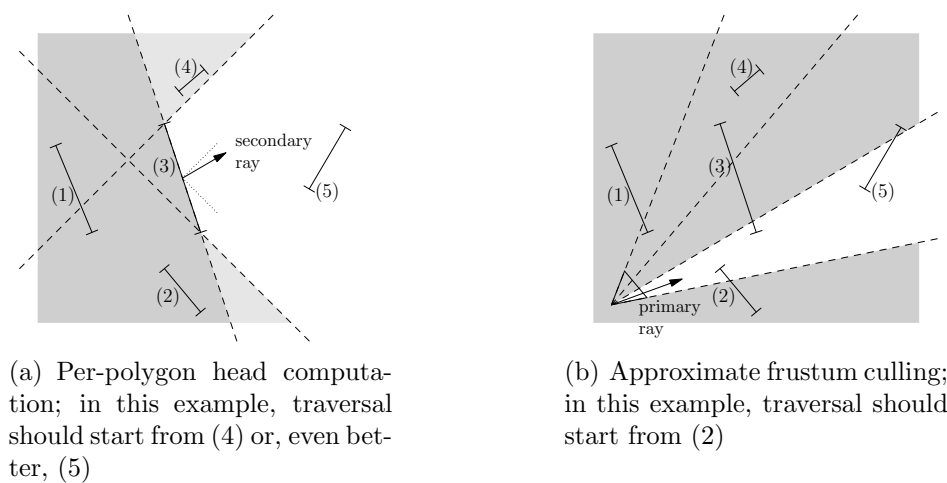 (4)
secondary
ray
(3)
(1)
(5)
(2)
(a) Per-polygon head computa-
tion; in this example, traversal
should start from (4) or, even bet-
ter, (5)
(4)
(3)
(1)
(5)
(2)
primary
ray
(b) Approximate frustum culling;
in this example, traversal should
start from (2)